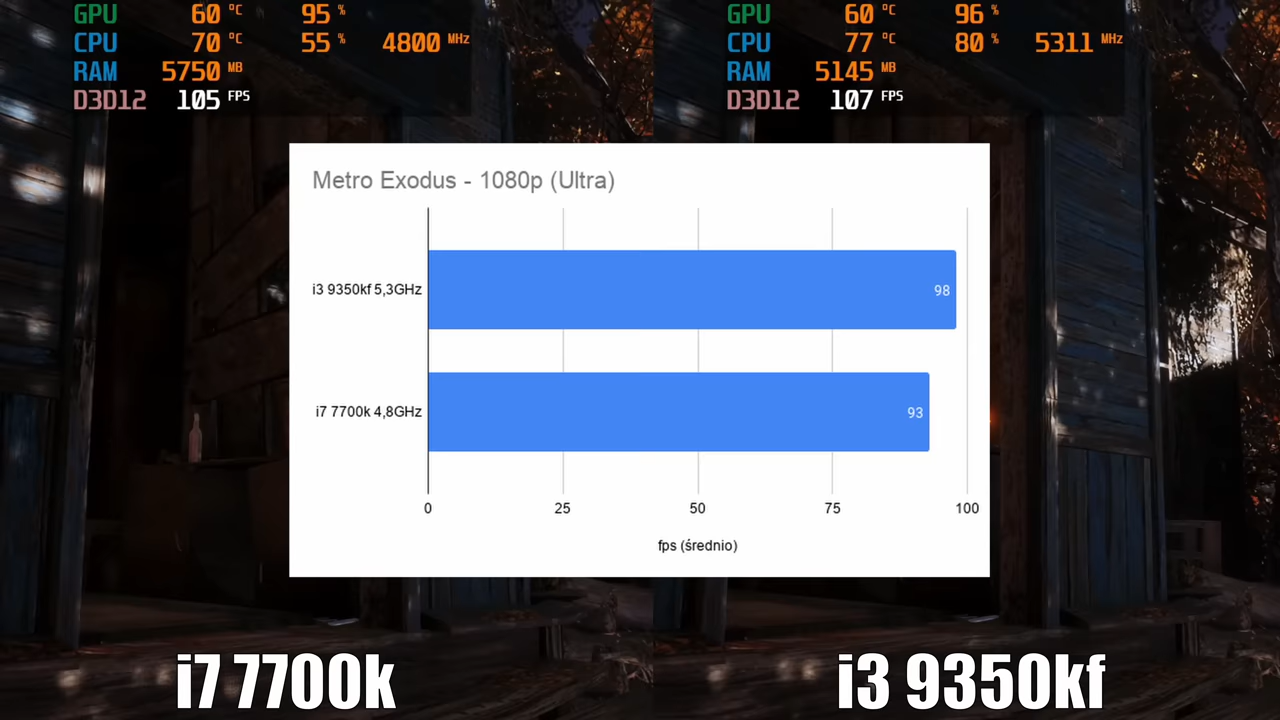 GPU 60 °C 95 %
CPU 70 °C 55 % 4800 MHz
RAM 5750 MB
D3D12 105 FPS
GPU 60 °C 96 %
CPU 77 °C 80 % 5311 MHz
RAM 5145 MB
D3D12 107 FPS
Metro Exodus - 1080p (Ultra)
i3 9350kf 5,3GHz 98
i7 7700k 4,8GHz 93
0 25 50 75 100
fps (średnio)
i7 7700k
i3 9350kf